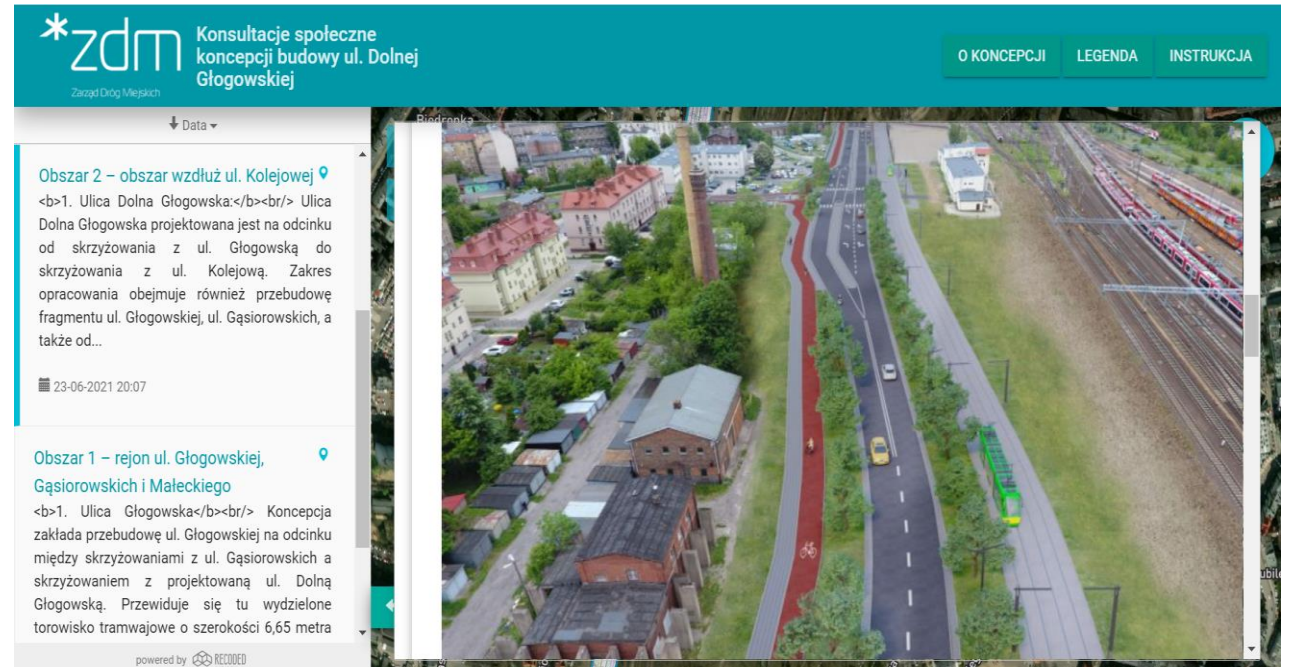 *zdm
Zarząd Dróg Miejskich
Konsultacje społeczne
koncepcji budowy ul. Dolnej
Głogowskiej
O KONCEPCJI
LEGENDA
INSTRUKCJA
Data
Obszar 2 – obszar wzdłuż ul. Kolejowej
<b>1. Ulica Dolna Głogowska:</b><br/> Ulica
Dolna Głogowska projektowana jest na odcinku
od skrzyżowania z ul. Głogowską do
skrzyżowania z ul. Kolejową. Zakres
opracowania obejmuje również przebudowę
fragmentu ul. Głogowskiej, ul. Gąsiorowskich, a
także od...
23-06-2021 20:07
Obszar 1 – rejon ul. Głogowskiej,
Gąsiorowskich i Małeckiego
<b>1. Ulica Głogowska</b><br/> Koncepcja
zakłada przebudowę ul. Głogowskiej na odcinku
między skrzyżowaniami z ul. Gąsiorowskich a
skrzyżowaniem z projektowaną ul. Dolną
Głogowską. Przewiduje się tu wydzielone
torowisko tramwajowe o szerokości 6,65 metra
powered by RECODED
Biedronka